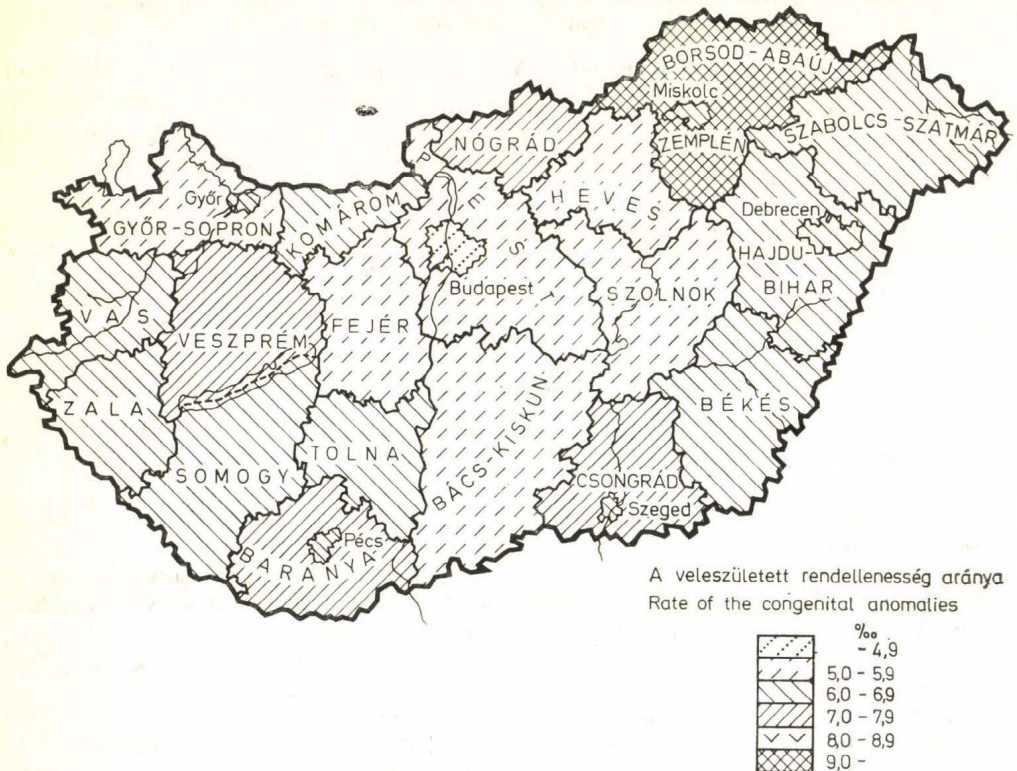 BORSOD-ABAÚJ
Miskolc
ZEMPLÉN
SZABOLCS-SZATMÁR
NÓGRÁD
HEVES
PEST
Győr
GYŐR-SOPRON
KOMÁROM
Debrecen
HAJDU-
BIHAR
Budapest
SZOLNOK
VAS
VESZPRÉM
FEJÉR
ZALA
SOMOGY
TOLNA
BÁCS-KISKUN
BÉKÉS
CSONGRÁD
Szeged
Pécs
BARANYA
A veleszületett rendellenesség aránya
Rate of the congenital anomalies
‰
- 4,9
5,0 - 5,9
6,0 - 6,9
7,0 - 7,9
8,0 - 8,9
9,0 -